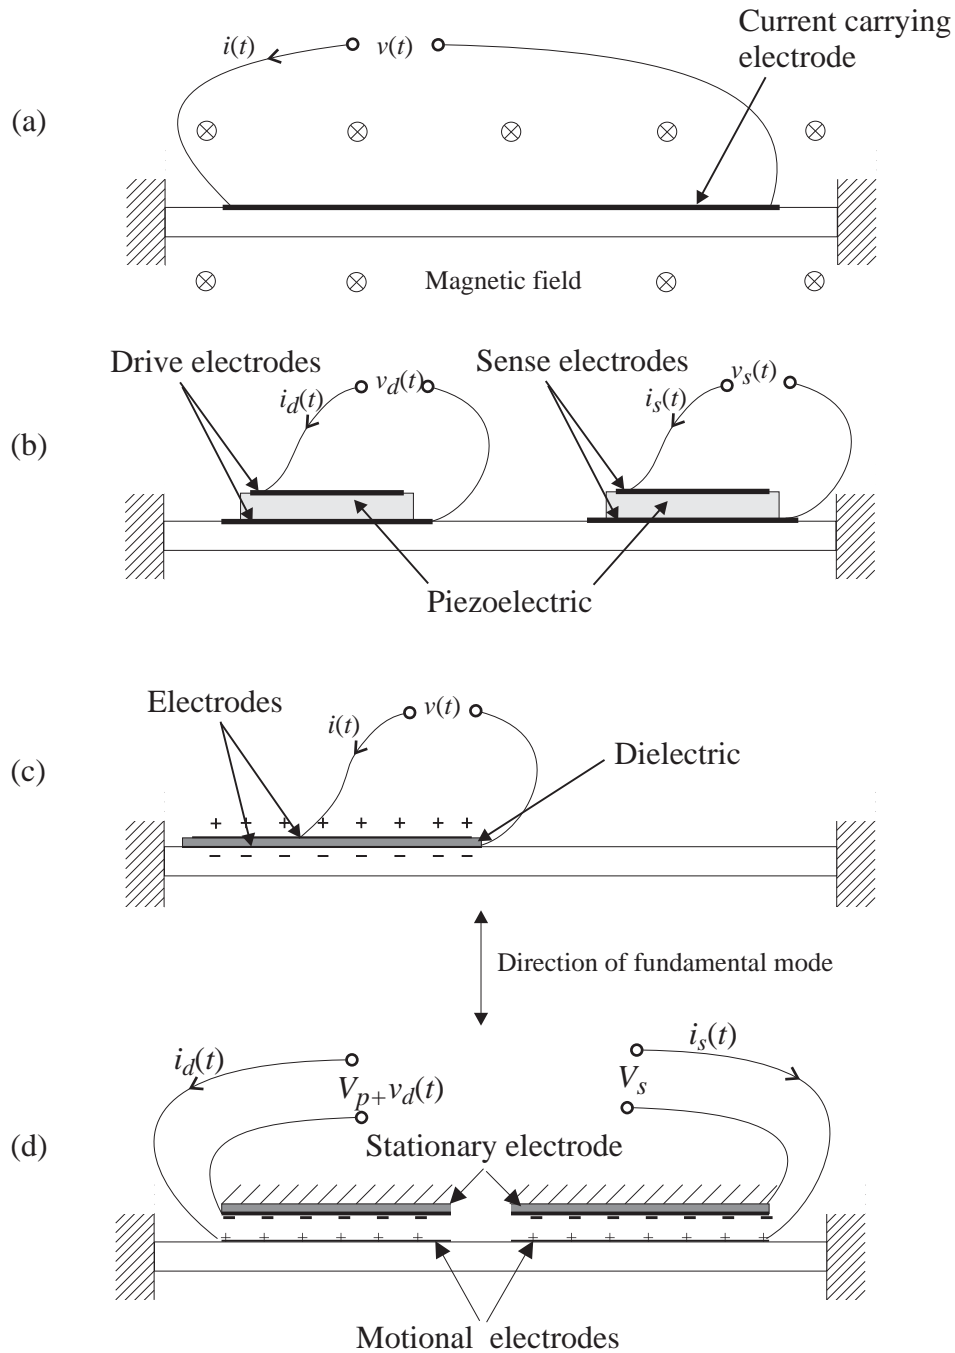 (a)
i(t)
v(t)
Current carrying
electrode
Magnetic field
(b)
Drive electrodes
i_d(t)
v_d(t)
Sense electrodes
i_s(t)
v_s(t)
Piezoelectric
(c)
Electrodes
i(t)
v(t)
Dielectric
+ + + + + + +
– – – – – – –
Direction of fundamental mode
(d)
i_d(t)
V_p+v_d(t)
i_s(t)
V_s
Stationary electrode
– – – – – – – – – – –
+ + + + + + + + + + + + +
Motional electrodes